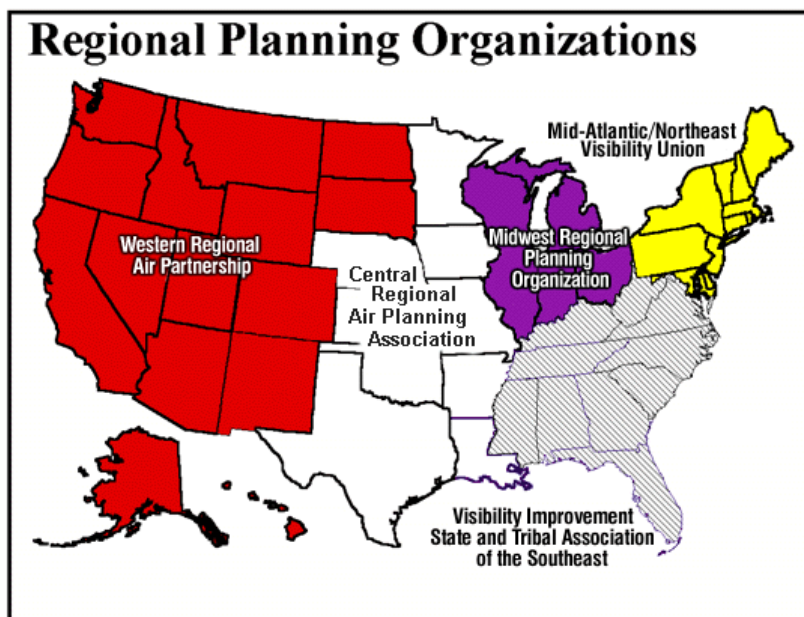 Regional Planning Organizations
Mid-Atlantic/Northeast
Visibility Union
Western Regional
Air Partnership
Midwest Regional
Planning
Organization
Central
Regional
Air Planning
Association
Visibility Improvement
State and Tribal Association
of the Southeast